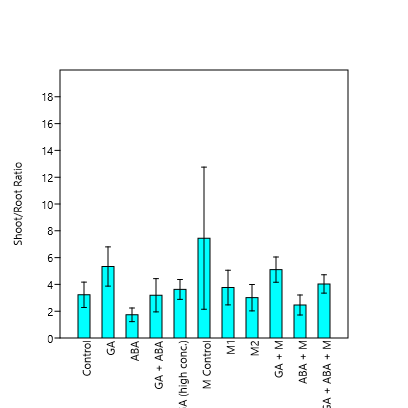 Shoot/Root Ratio
18
16
14
12
10
8
6
4
2
0
Control
GA
ABA
GA + ABA
(high conc.)
M Control
M1
M2
GA + M
ABA + M
+ ABA + M